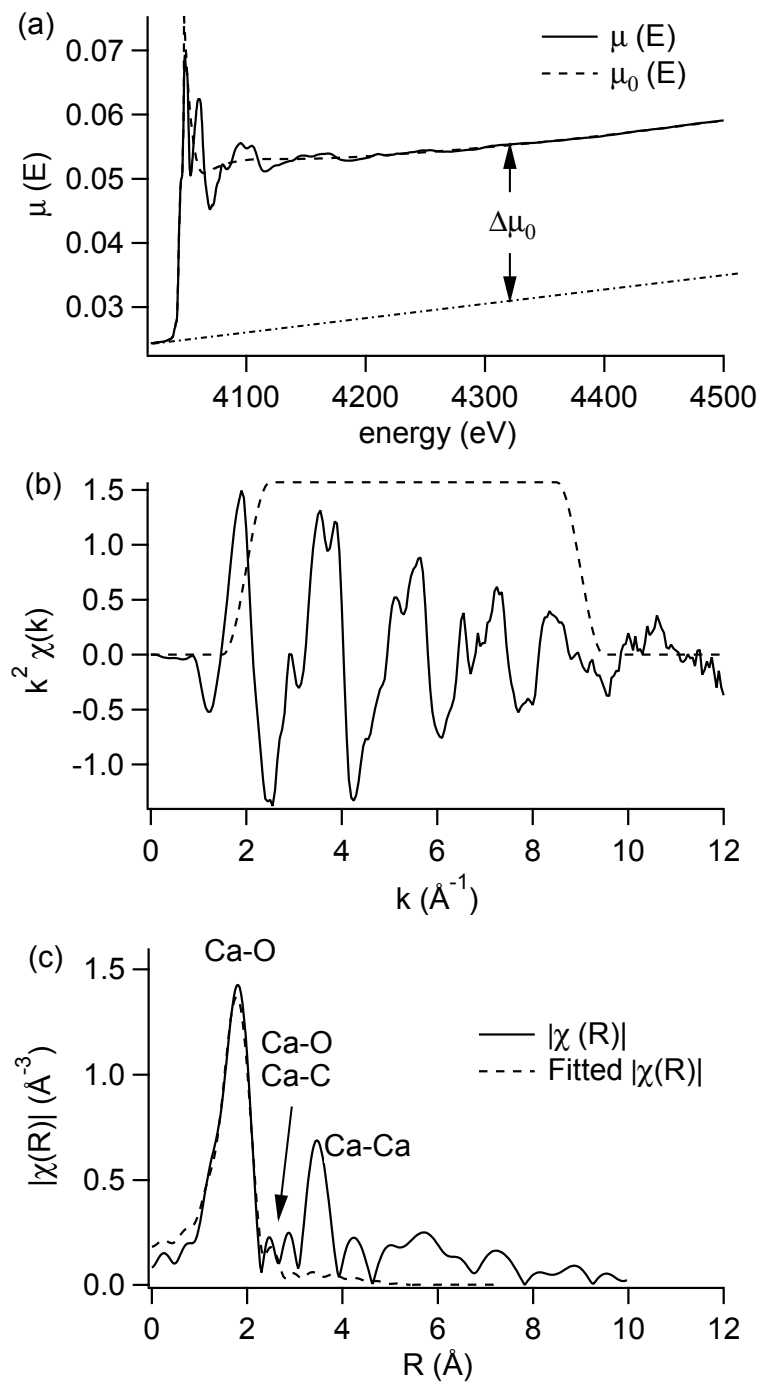 (a)
μ (E)
μ₀ (E)
0.07
0.06
0.05
0.04
0.03
μ (E)
Δμ₀
4100 4200 4300 4400 4500
energy (eV)
(b)
1.5
1.0
0.5
0.0
-0.5
-1.0
k² χ(k)
0 2 4 6 8 10 12
k (Å⁻¹)
(c)
Ca-O
1.5
1.0
0.5
0.0
|χ(R)| (Å⁻³)
Ca-O
Ca-C
Ca-Ca
|χ (R)|
Fitted |χ(R)|
0 2 4 6 8 10 12
R (Å)